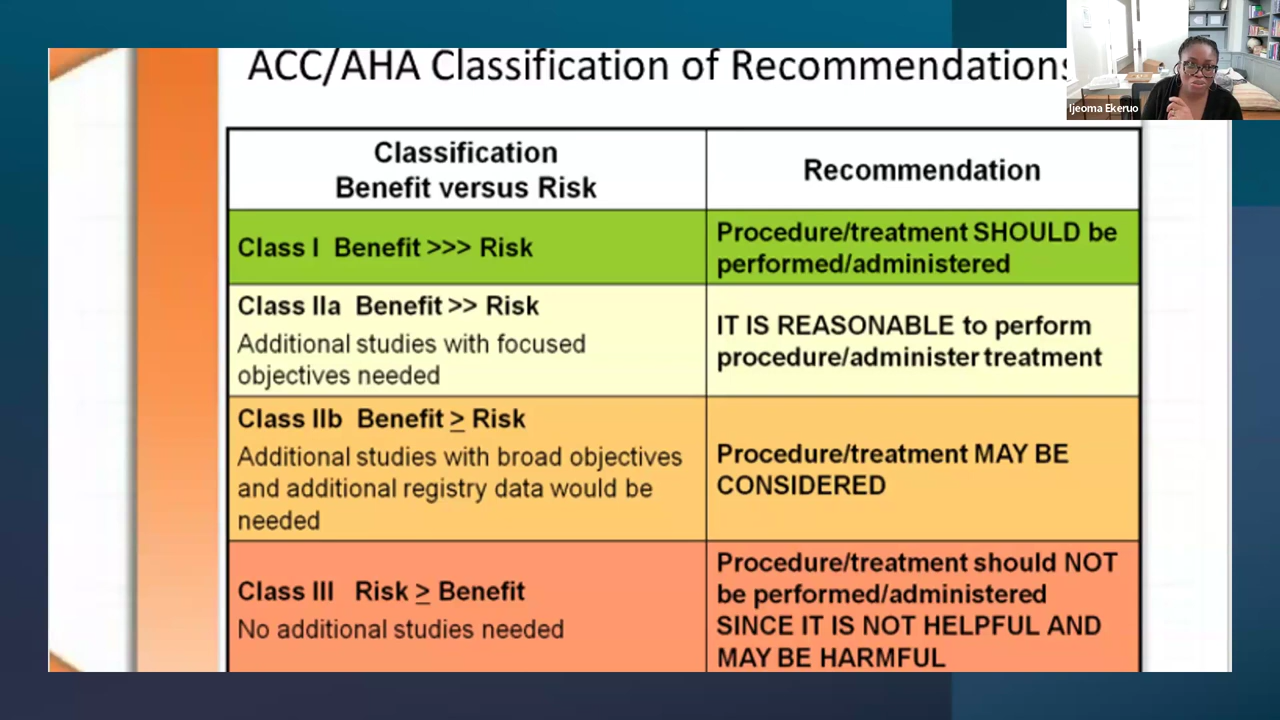 ACC/AHA Classification of Recommendations
Ijeoma Ekeruo
Classification
Benefit versus Risk
Recommendation
Class I Benefit >>> Risk
Procedure/treatment SHOULD be
performed/administered
Class IIa Benefit >> Risk
Additional studies with focused
objectives needed
IT IS REASONABLE to perform
procedure/administer treatment
Class IIb Benefit ≥ Risk
Additional studies with broad objectives
and additional registry data would be
needed
Procedure/treatment MAY BE
CONSIDERED
Class III Risk ≥ Benefit
No additional studies needed
Procedure/treatment should NOT
be performed/administered
SINCE IT IS NOT HELPFUL AND
MAY BE HARMFUL